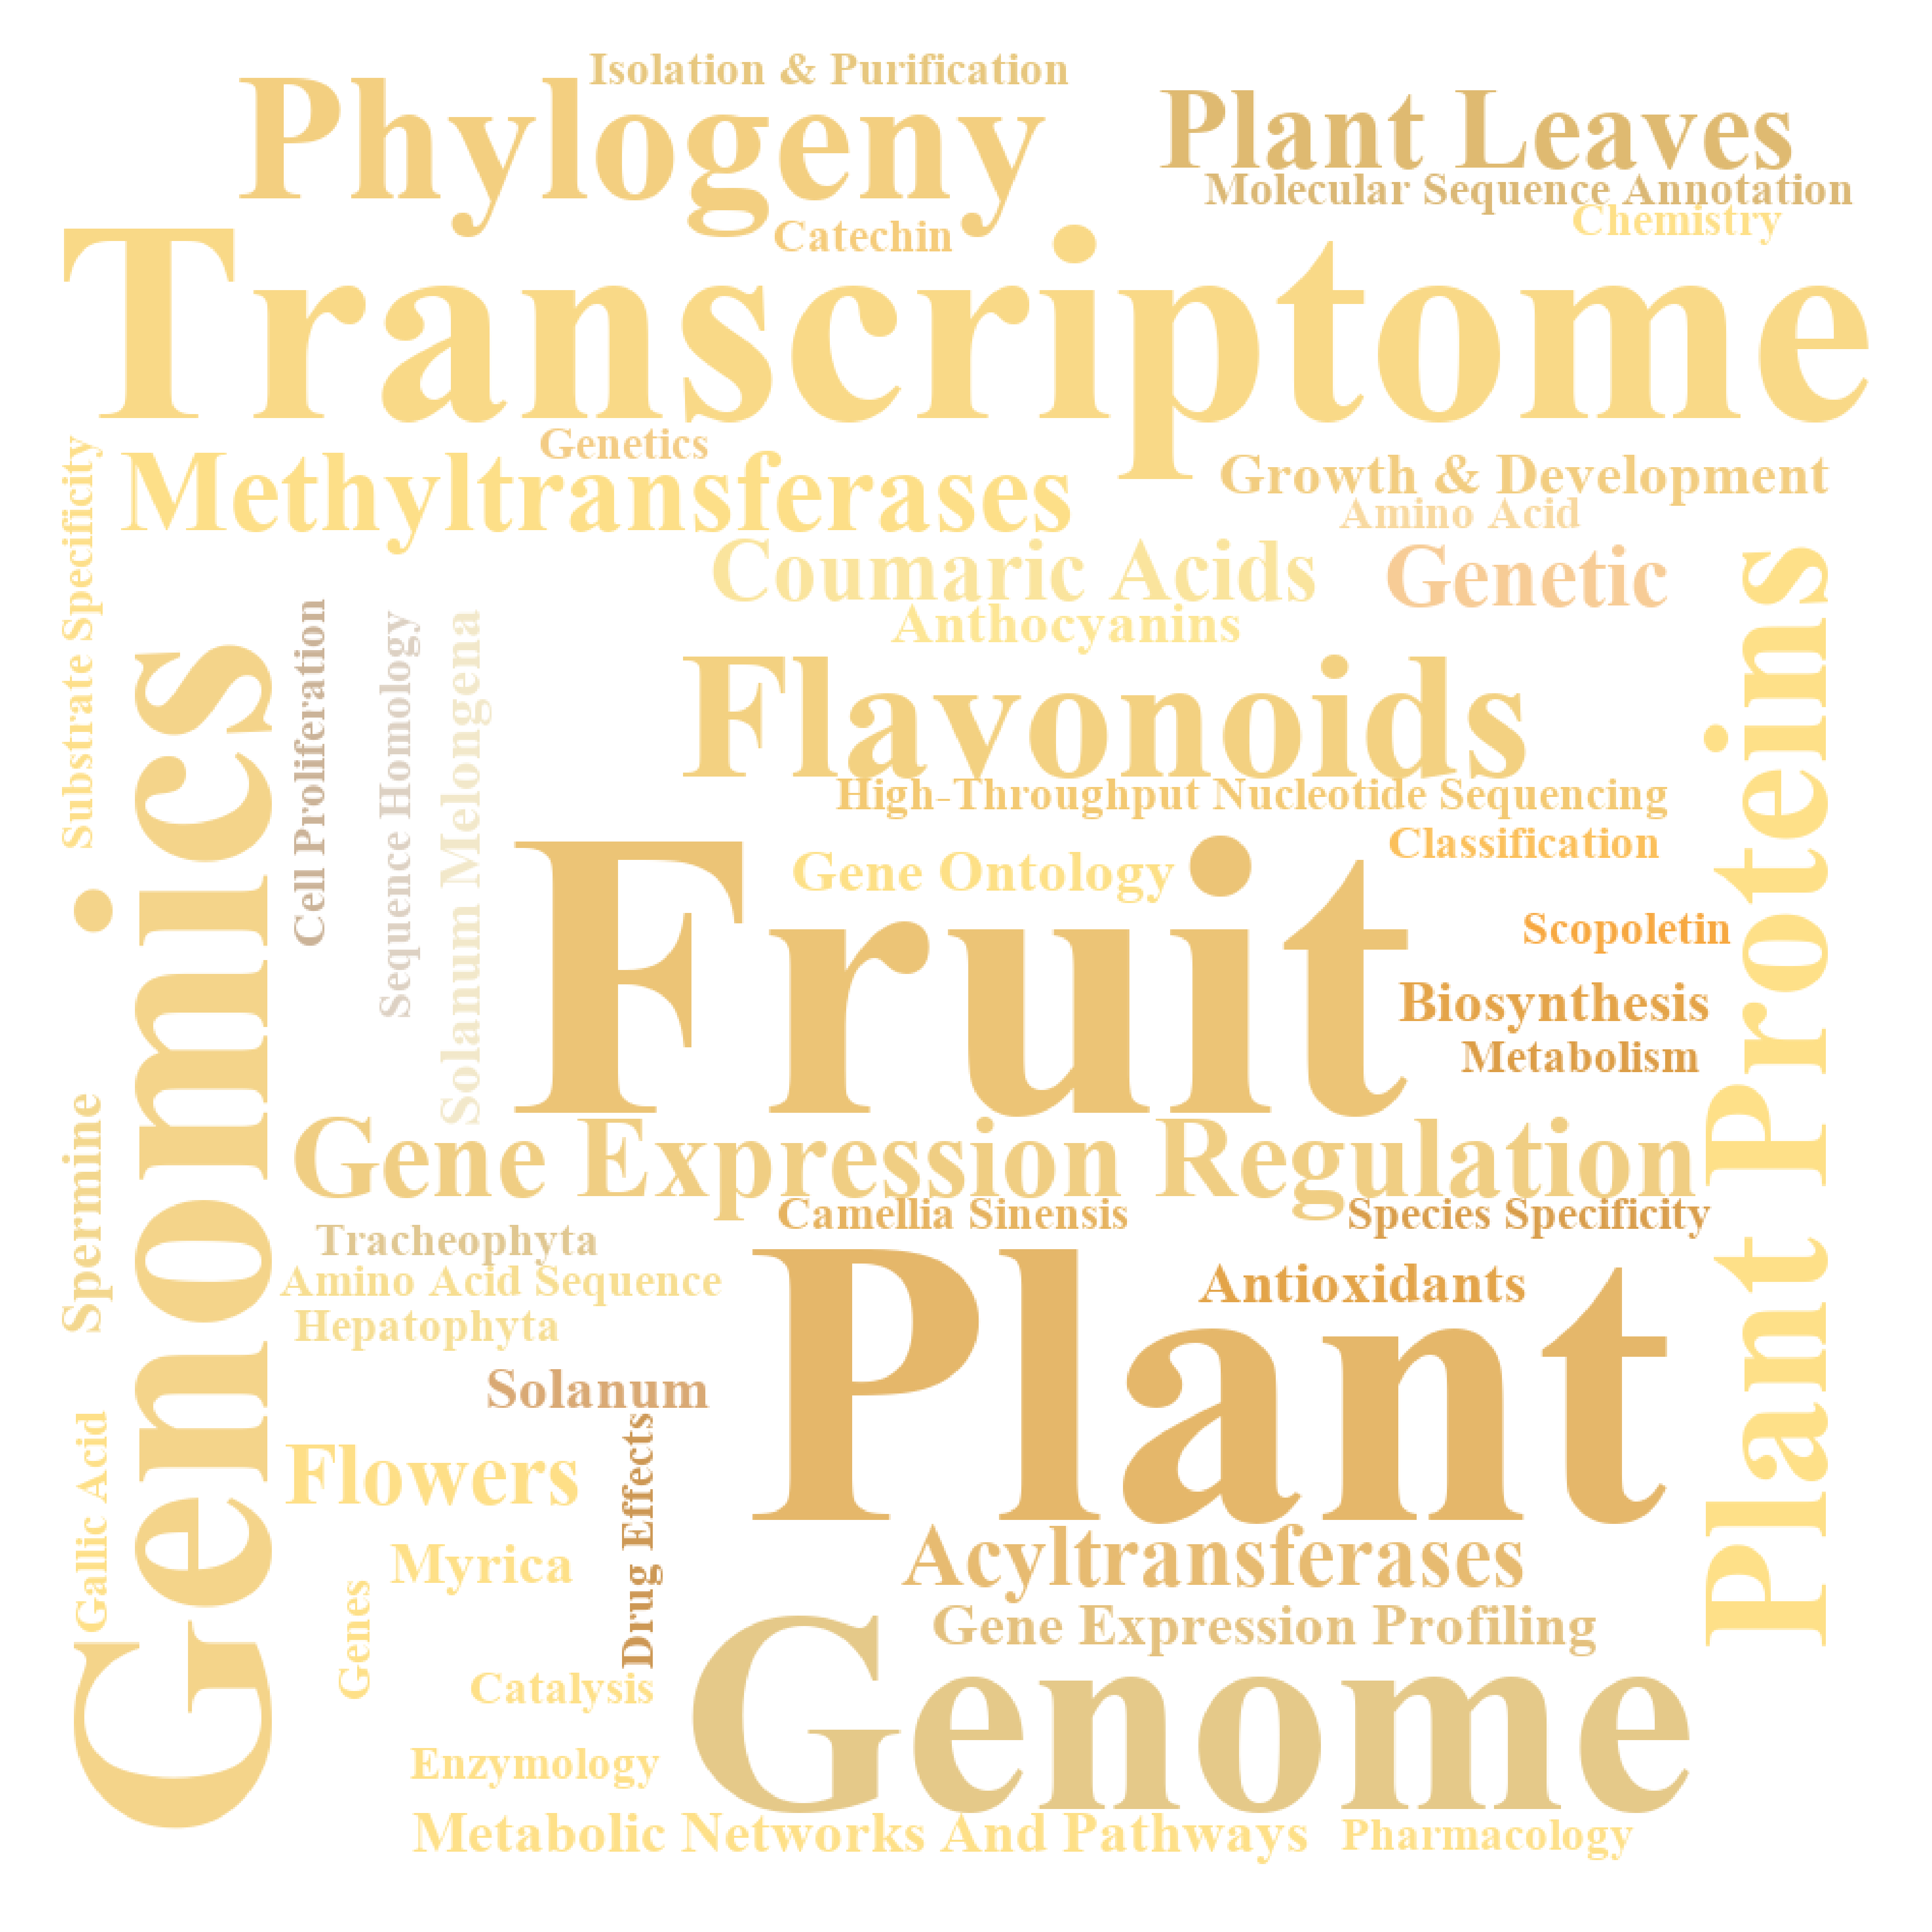 Isolation & Purification
Phylogeny
Plant Leaves
Molecular Sequence Annotation
Chemistry
Catechin
Transcriptome
Genetics
Methyltransferases
Growth & Development
Amino Acid
Substrate Specificity
Coumaric Acids
Genetic
Anthocyanins
Plant Proteins
Genomics
Cell Proliferation
Sequence Homology
Solanum Melongena
Flavonoids
High-Throughput Nucleotide Sequencing
Classification
Gene Ontology
Fruit
Scopoletin
Biosynthesis
Metabolism
Spermine
Gene Expression Regulation
Camellia Sinensis
Species Specificity
Tracheophyta
Amino Acid Sequence
Hepatophyta
Antioxidants
Plant
Solanum
Drug Effects
Gallic Acid
Flowers
Myrica
Genes
Acyltransferases
Gene Expression Profiling
Catalysis
Genome
Enzymology
Metabolic Networks And Pathways
Pharmacology